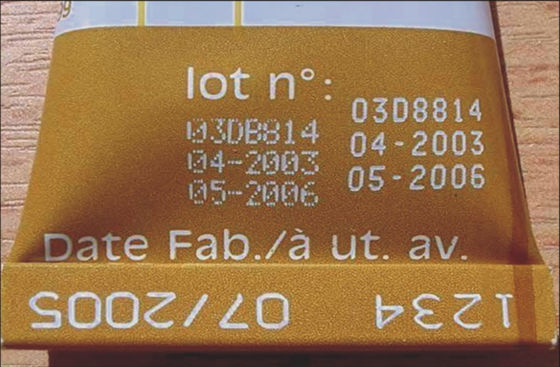 lot n°:
03D8814
04-2003
05-2006
03D8814
04-2003
05-2006
Date Fab./à ut. av.
1234 07/2005